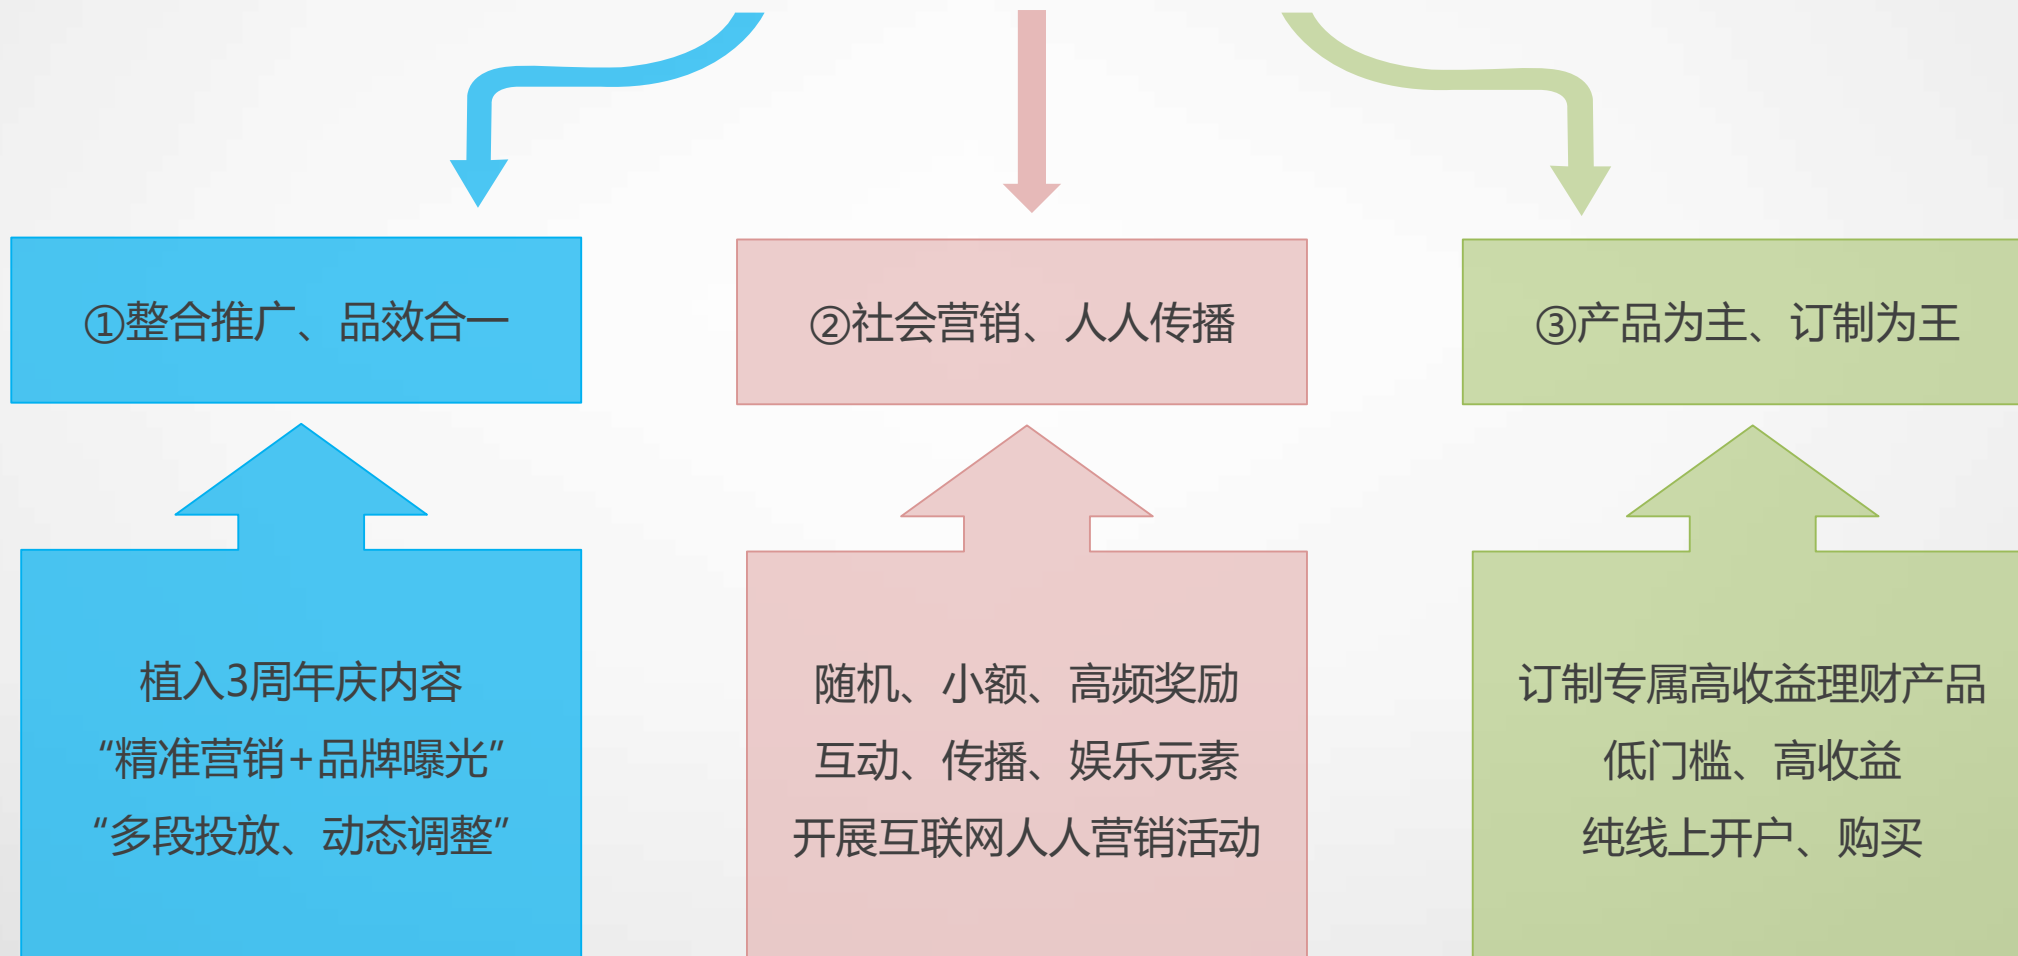 ①整合推广、品效合一
②社会营销、人人传播
③产品为主、订制为王
植入3周年庆内容
“精准营销+品牌曝光”
“多段投放、动态调整”
随机、小额、高频奖励
互动、传播、娱乐元素
开展互联网人人营销活动
订制专属高收益理财产品
低门槛、高收益
纯线上开户、购买